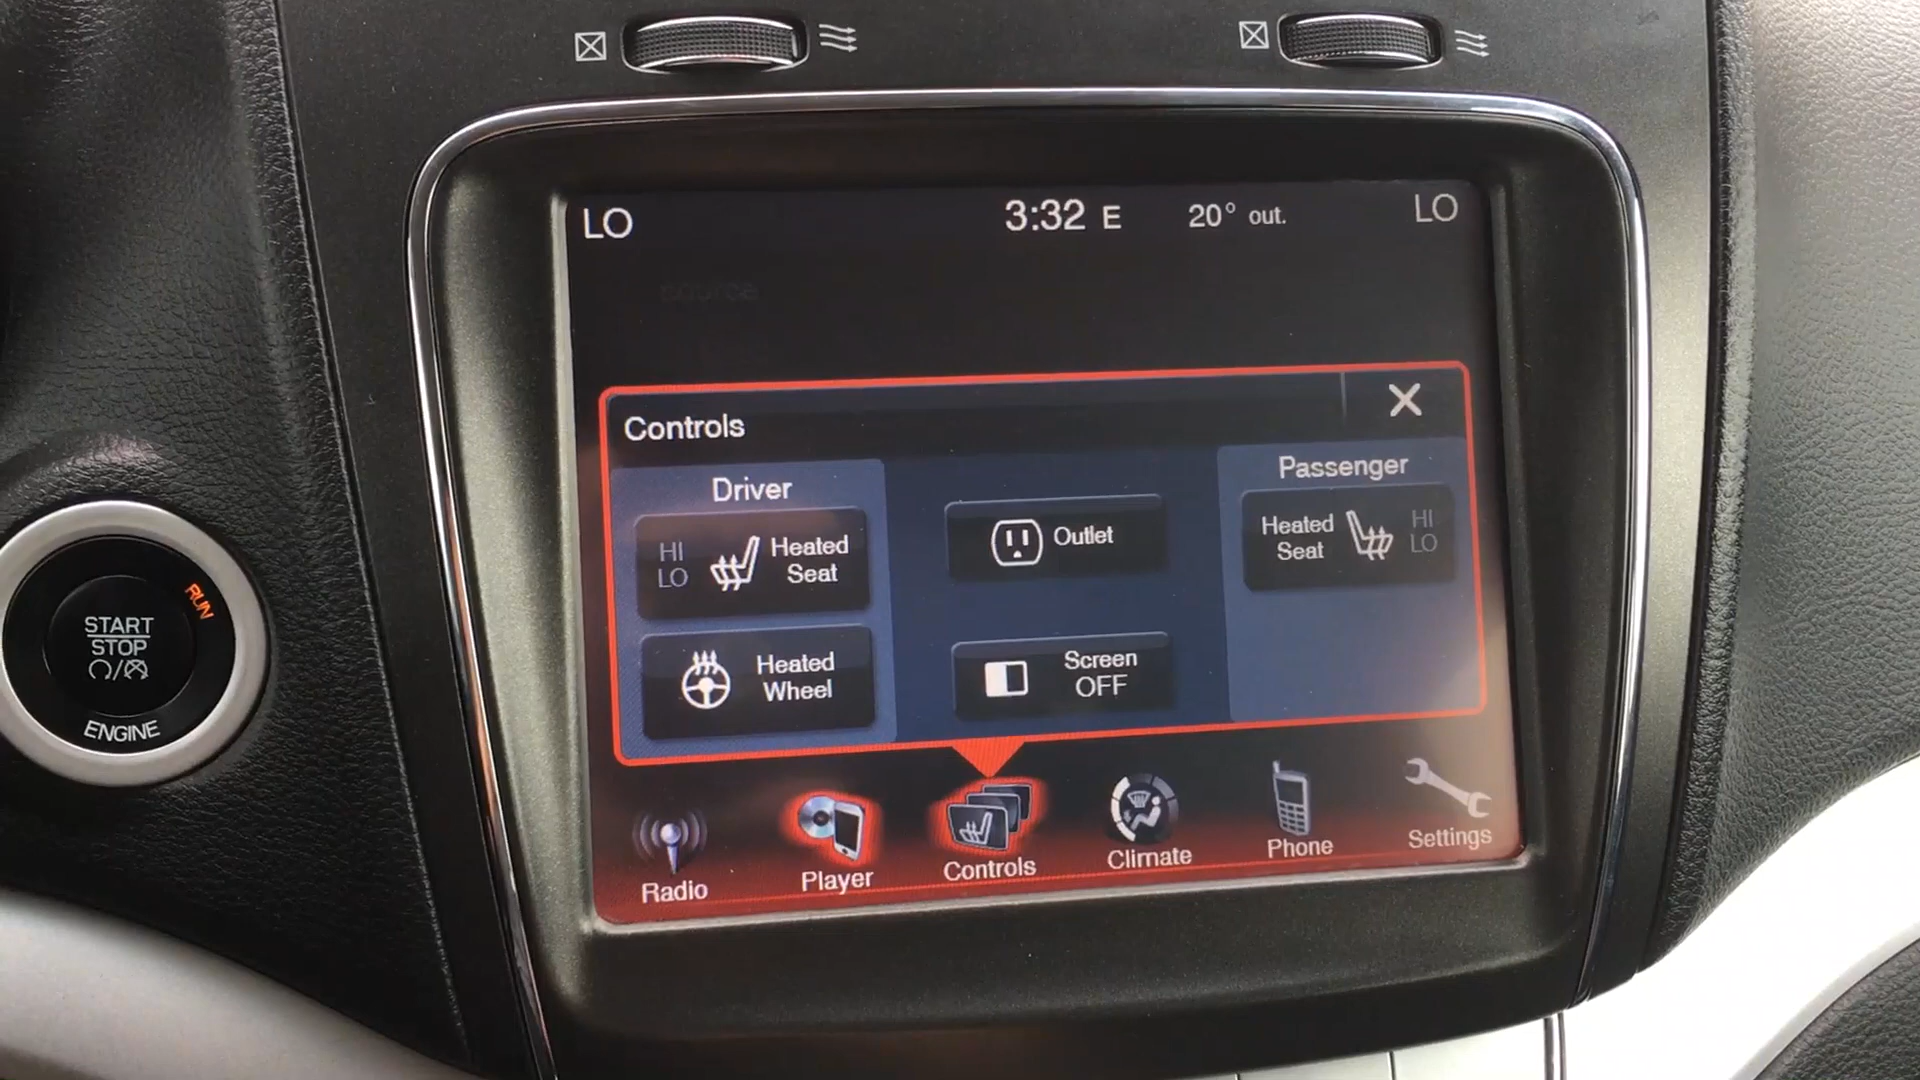 LO
3:32 E
20° out.
LO
source
Controls
X
Driver
Passenger
HI
LO
Heated
Seat
Outlet
Heated
Seat
HI
LO
Heated
Wheel
Screen
OFF
START
STOP
RUN
ENGINE
Radio
Player
Controls
Climate
Phone
Settings